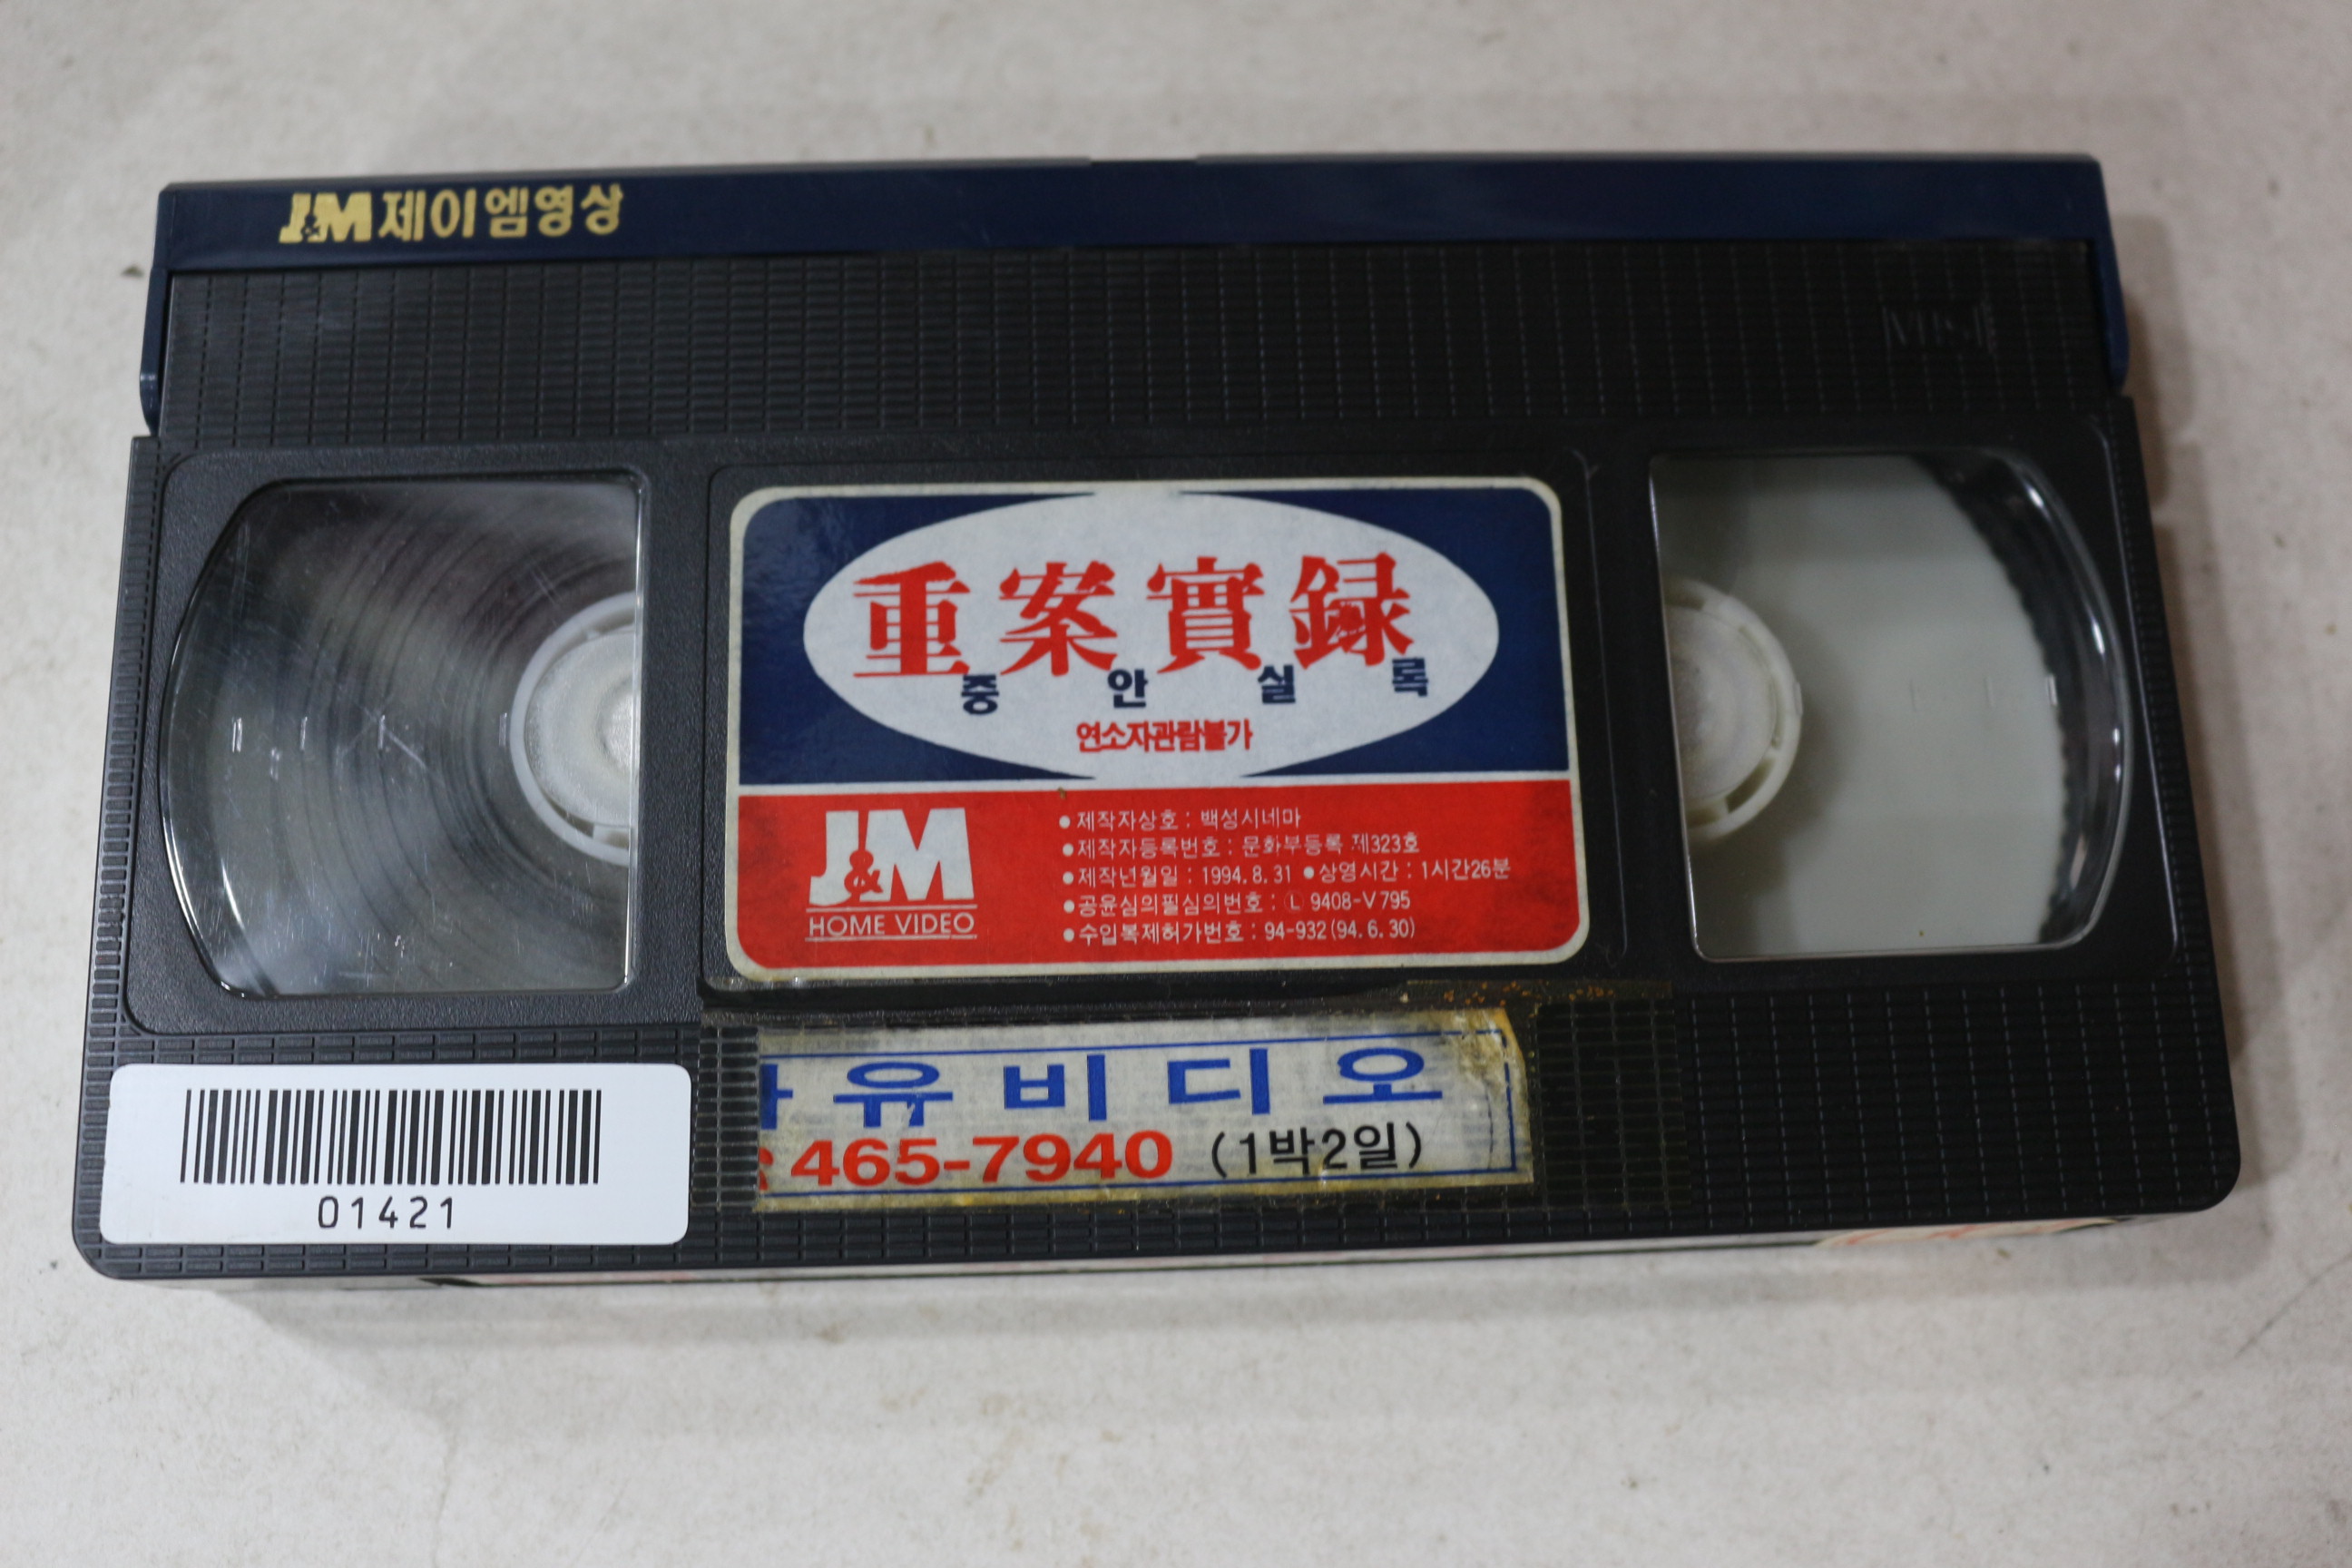 J&M 제이엠영상
VHS
重案實録
중안실록
연소자관람불가
J&M
HOME VIDEO
●제작자상호 : 백성시네마
●제작자등록번호 : 문화부등록 제323호
●제작년월일 : 1994. 8. 31 ●상영시간 : 1시간26분
●공윤심의필심의번호 : Ⓛ 9408-V 795
●수입복제허가번호 : 94-932 (94. 6. 30)
유비디오
465-7940 (1박2일)
01421